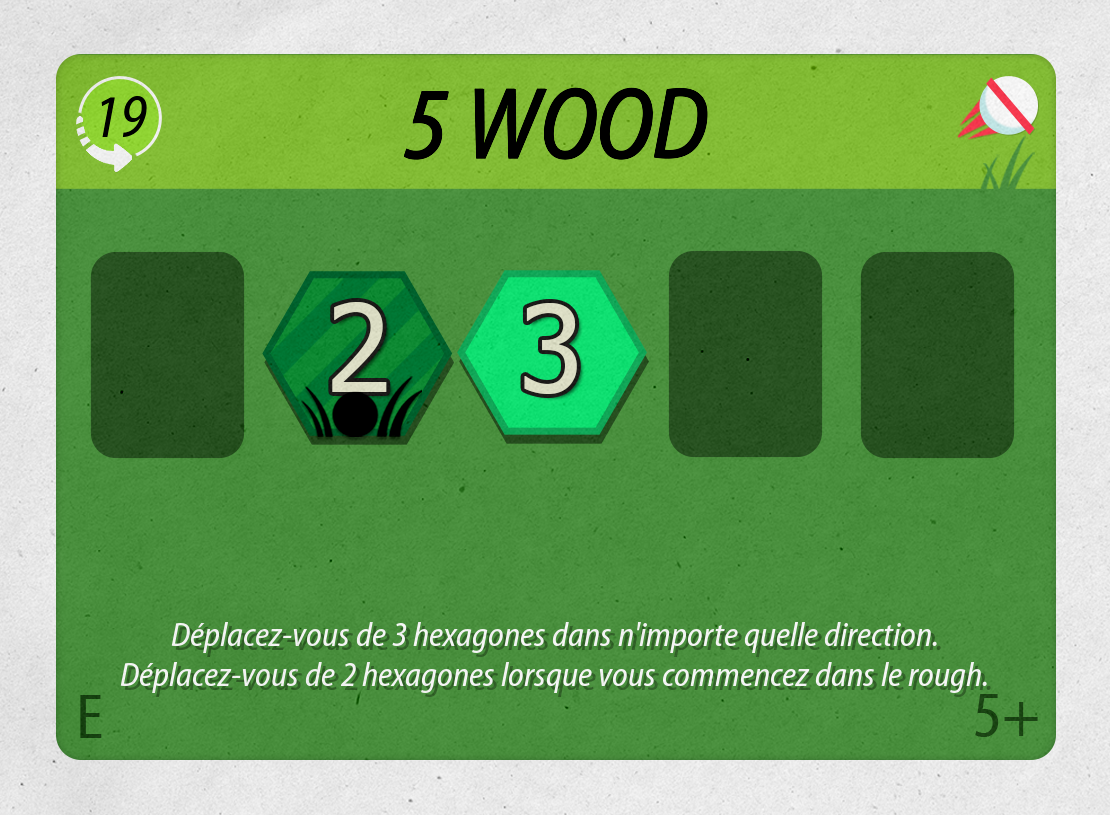 19
5 WOOD
2
3
Déplacez-vous de 3 hexagones dans n'importe quelle direction.
Déplacez-vous de 2 hexagones lorsque vous commencez dans le rough.
E
5+